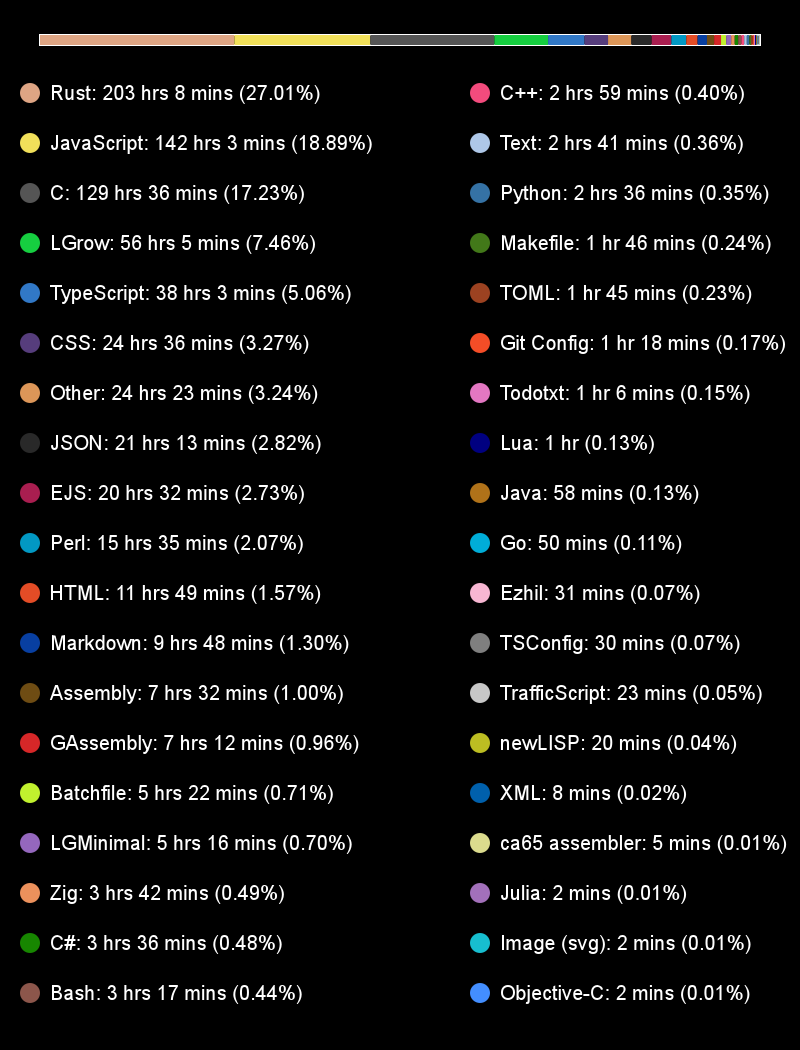 Rust: 203 hrs 8 mins (27.01%)
JavaScript: 142 hrs 3 mins (18.89%)
C: 129 hrs 36 mins (17.23%)
LGrow: 56 hrs 5 mins (7.46%)
TypeScript: 38 hrs 3 mins (5.06%)
CSS: 24 hrs 36 mins (3.27%)
Other: 24 hrs 23 mins (3.24%)
JSON: 21 hrs 13 mins (2.82%)
EJS: 20 hrs 32 mins (2.73%)
Perl: 15 hrs 35 mins (2.07%)
HTML: 11 hrs 49 mins (1.57%)
Markdown: 9 hrs 48 mins (1.30%)
Assembly: 7 hrs 32 mins (1.00%)
GAssembly: 7 hrs 12 mins (0.96%)
Batchfile: 5 hrs 22 mins (0.71%)
LGMinimal: 5 hrs 16 mins (0.70%)
Zig: 3 hrs 42 mins (0.49%)
C#: 3 hrs 36 mins (0.48%)
Bash: 3 hrs 17 mins (0.44%)
C++: 2 hrs 59 mins (0.40%)
Text: 2 hrs 41 mins (0.36%)
Python: 2 hrs 36 mins (0.35%)
Makefile: 1 hr 46 mins (0.24%)
TOML: 1 hr 45 mins (0.23%)
Git Config: 1 hr 18 mins (0.17%)
Todotxt: 1 hr 6 mins (0.15%)
Lua: 1 hr (0.13%)
Java: 58 mins (0.13%)
Go: 50 mins (0.11%)
Ezhil: 31 mins (0.07%)
TSConfig: 30 mins (0.07%)
TrafficScript: 23 mins (0.05%)
newLISP: 20 mins (0.04%)
XML: 8 mins (0.02%)
ca65 assembler: 5 mins (0.01%)
Julia: 2 mins (0.01%)
Image (svg): 2 mins (0.01%)
Objective-C: 2 mins (0.01%)